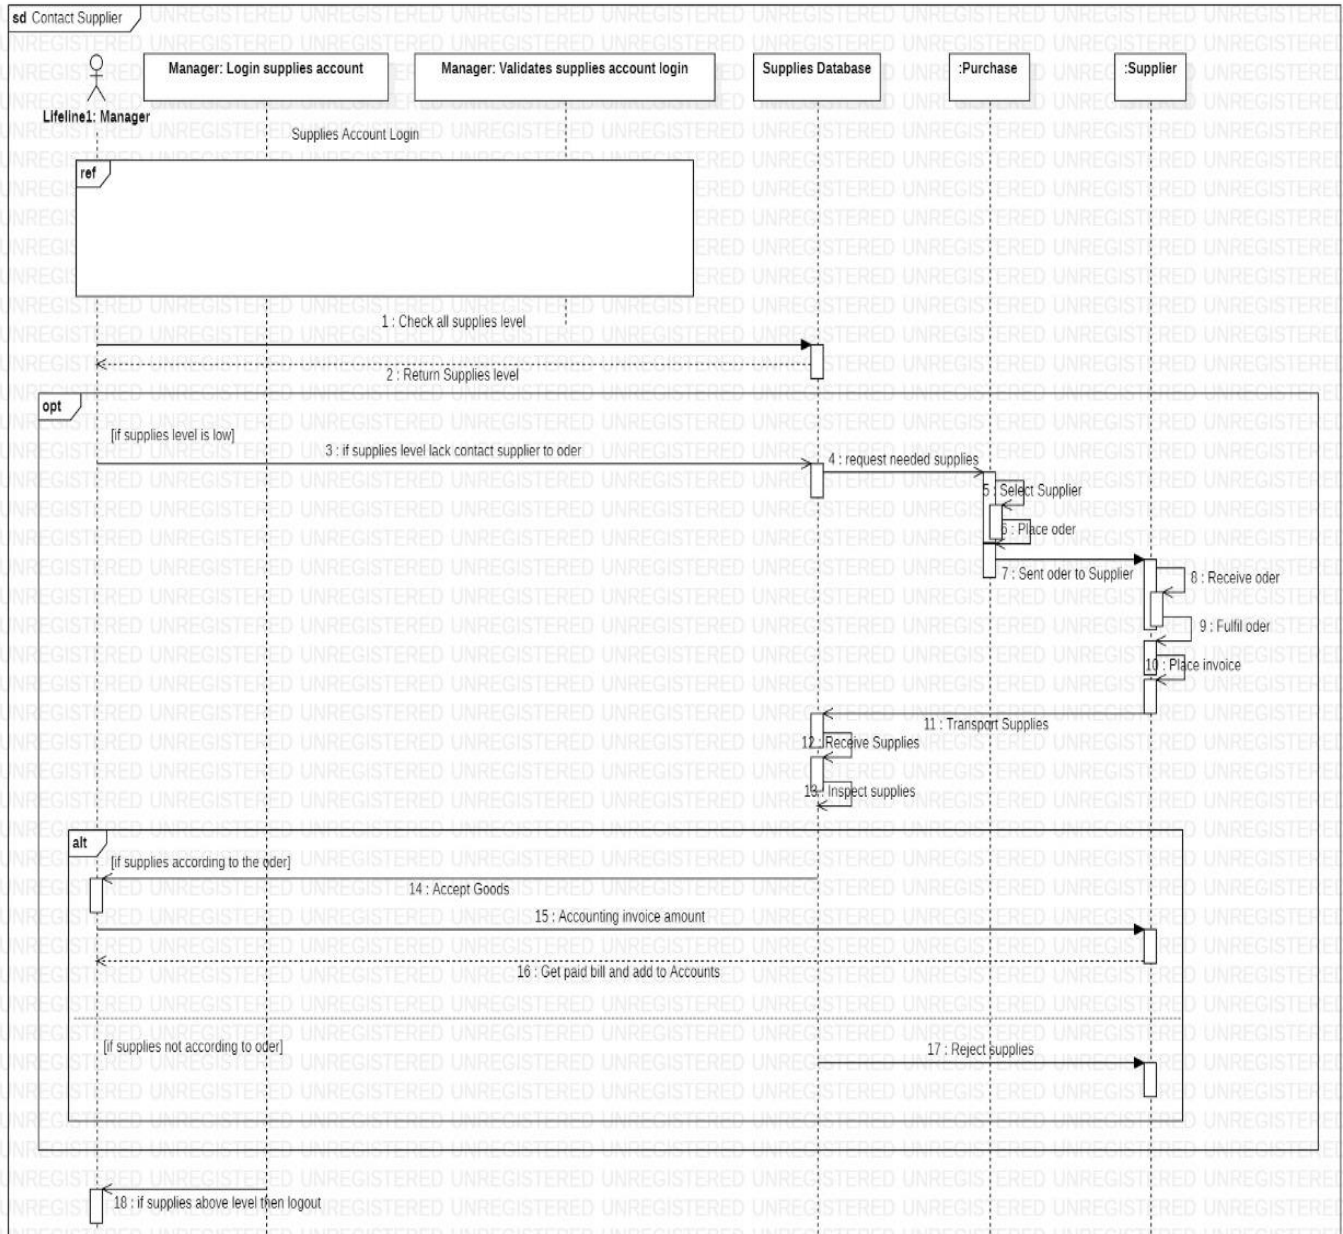 sd Contact Supplier
Manager: Login supplies account
Manager: Validates supplies account login
Supplies Database
:Purchase
:Supplier
Lifeline1: Manager
Supplies Account Login
ref
1 : Check all supplies level
2 : Return Supplies level
opt
[if supplies level is low]
3 : if supplies level lack contact supplier to oder
4 : request needed supplies
5 : Select Supplier
6 : Place oder
7 : Sent oder to Supplier
8 : Receive oder
9 : Fulfil oder
10 : Place invoice
11 : Transport Supplies
12 : Receive Supplies
13 : Inspect supplies
alt
[if supplies according to the oder]
14 : Accept Goods
15 : Accounting invoice amount
16 : Get paid bill and add to Accounts
[if supplies not according to oder]
17 : Reject supplies
18 : if supplies above level then logout
UNREGISTERED